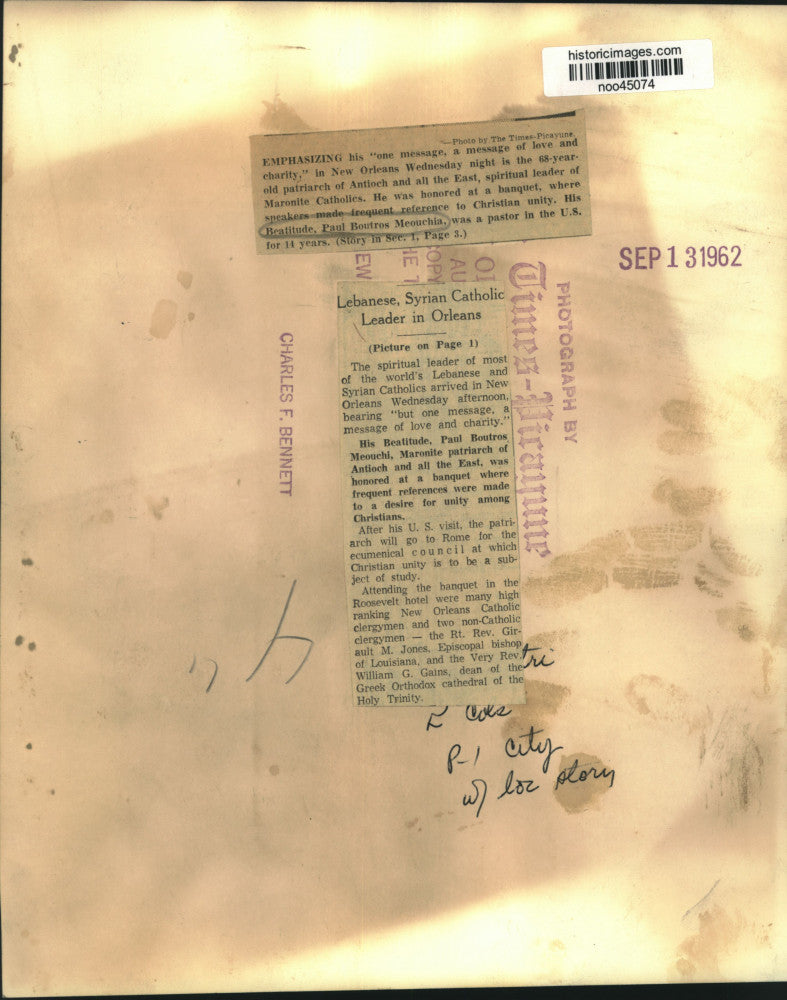 historicimages.com
noo45074
—Photo by The Times-Picayune.
EMPHASIZING his "one message, a message of love and
charity," in New Orleans Wednesday night is the 68-year-
old patriarch of Antioch and all the East, spiritual leader of
Maronite Catholics. He was honored at a banquet, where
speakers made frequent reference to Christian unity. His
Beatitude, Paul Boutros Meouchia, was a pastor in the U.S.
for 14 years. (Story in Sec. 1, Page 3.)
SEP 1 3 1962
PHOTOGRAPH BY
Times-Picayune
CHARLES F. BENNETT
Lebanese, Syrian Catholic
Leader in Orleans
(Picture on Page 1)
The spiritual leader of most
of the world's Lebanese and
Syrian Catholics arrived in New
Orleans Wednesday afternoon,
bearing "but one message, a
message of love and charity."
His Beatitude, Paul Boutros
Meouchi, Maronite patriarch of
Antioch and all the East, was
honored at a banquet where
frequent references were made
to a desire for unity among
Christians.
After his U. S. visit, the patri-
arch will go to Rome for the
ecumenical council at which
Christian unity is to be a sub-
ject of study.
Attending the banquet in the
Roosevelt hotel were many high
ranking New Orleans Catholic
clergymen and two non-Catholic
clergymen — the Rt. Rev. Gir-
ault M. Jones, Episcopal bishop
of Louisiana, and the Very Rev.
William G. Gains, dean of the
Greek Orthodox cathedral of the
Holy Trinity.
2 cols
P-1 city
w/ loc story